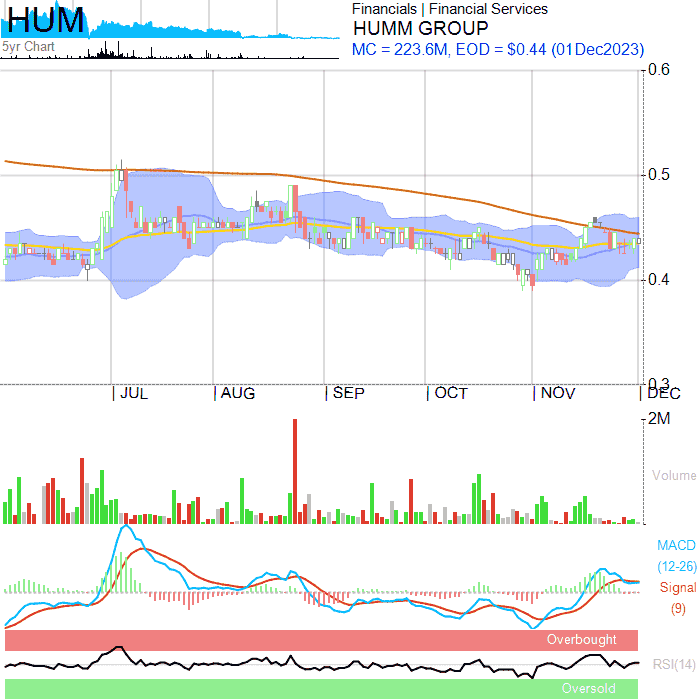 HUM
5yr Chart
Financials | Financial Services
HUMM GROUP
MC = 223.6M, EOD = $0.44 (01Dec2023)
0.6
0.5
0.4
0.3
JUL
AUG
SEP
OCT
NOV
DEC
2M
Volume
MACD
(12-26)
Signal
(9)
Overbought
RSI(14)
Oversold